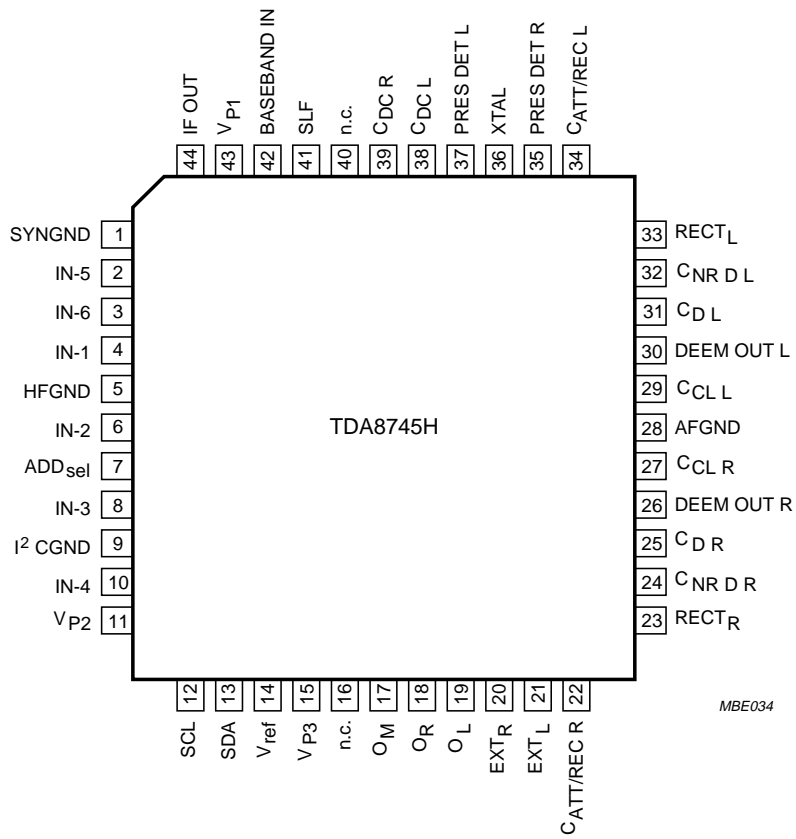 44 IF OUT
43 VP1
42 BASEBAND IN
41 SLF
40 n.c.
39 CDC R
38 CDC L
37 PRES DET L
36 XTAL
35 PRES DET R
34 CATT/REC L
SYNGND 1
IN-5 2
IN-6 3
IN-1 4
HFGND 5
IN-2 6
ADDsel 7
IN-3 8
I² CGND 9
IN-4 10
VP2 11
TDA8745H
33 RECTL
32 CNR D L
31 CD L
30 DEEM OUT L
29 CCL L
28 AFGND
27 CCL R
26 DEEM OUT R
25 CD R
24 CNR D R
23 RECTR
SCL 12
SDA 13
Vref 14
VP3 15
n.c. 16
OM 17
OR 18
OL 19
EXTR 20
EXTL 21
CATT/REC R 22
MBE034